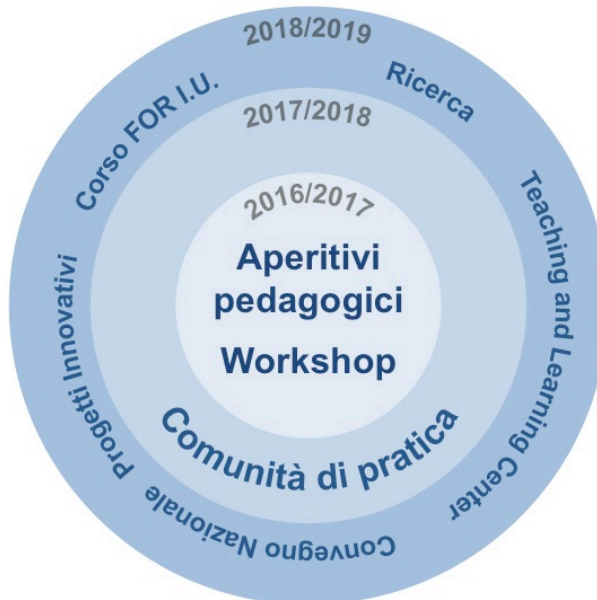 2018/2019
Corso FOR I.U.
Ricerca
Teaching and Learning Center
Convegno Nazionale
Progetti Innovativi
2017/2018
Comunità di pratica
2016/2017
Aperitivi
pedagogici
Workshop